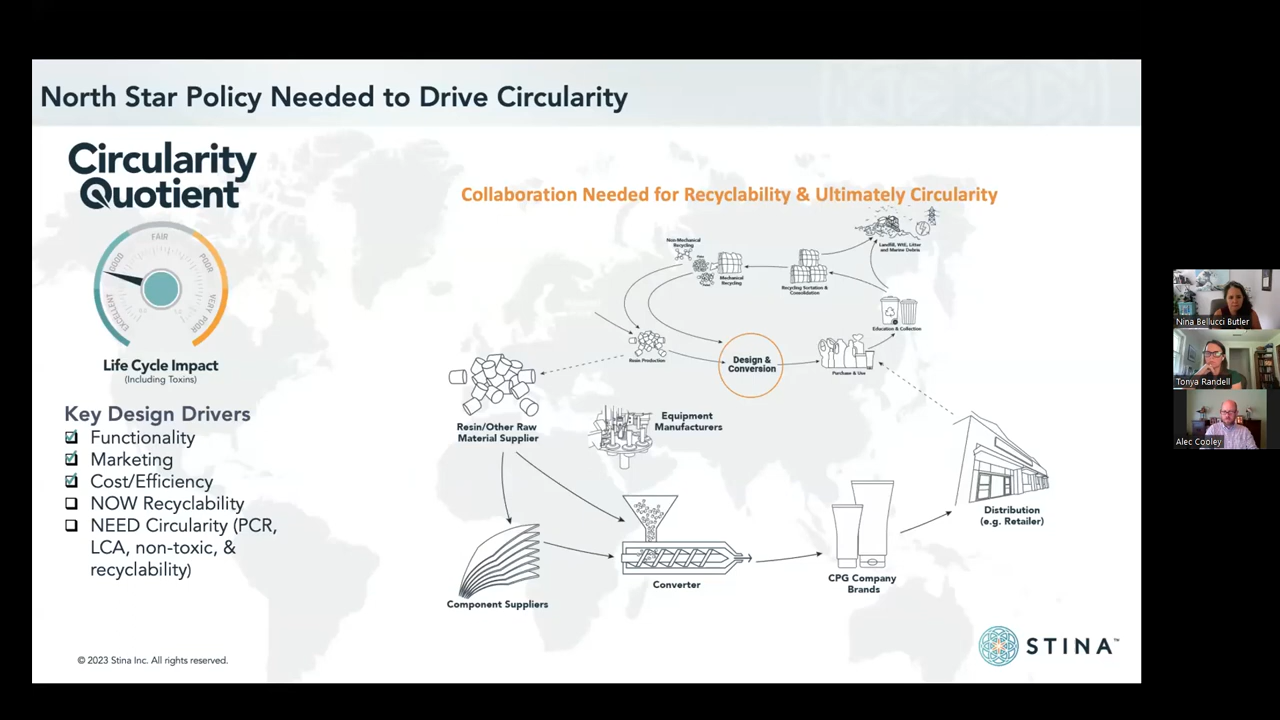 North Star Policy Needed to Drive Circularity
Circularity
Quotient
FAIR
GOOD
POOR
EXCELLENT
VERY POOR
Life Cycle Impact
(Including Toxins)
Key Design Drivers
Functionality
Marketing
Cost/Efficiency
NOW Recyclability
NEED Circularity (PCR,
LCA, non-toxic, &
recyclability)
Collaboration Needed for Recyclability & Ultimately Circularity
Non-Mechanical
Recycling
Mechanical
Recycling
Recycling Sortation &
Consolidation
Landfill, WtE, Litter
and Marine Debris
Education & Collection
Resin Production
Design &
Conversion
Purchase & Use
Resin/Other Raw
Material Supplier
Equipment
Manufacturers
Distribution
(e.g. Retailer)
Component Suppliers
Converter
CPG Company
Brands
© 2023 Stina Inc. All rights reserved.
STINA™
Nina Bellucci Butler
Tonya Randell
Alec Cooley